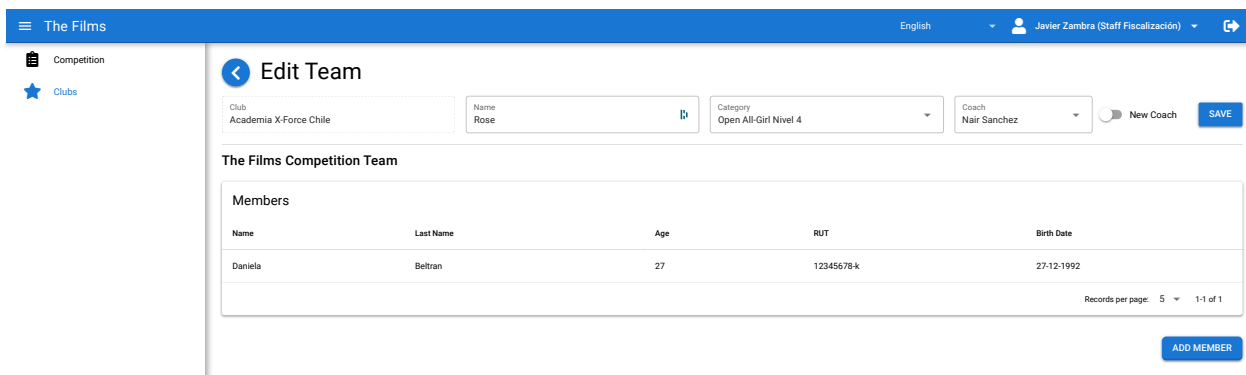 The Films
English
Javier Zambra (Staff Fiscalización)
Competition
Clubs
Edit Team
Club
Academia X-Force Chile
Name
Rose
Category
Open All-Girl Nivel 4
Coach
Nair Sanchez
New Coach
SAVE
The Films Competition Team
Members
Name Last Name Age RUT Birth Date
Daniela Beltran 27 12345678-k 27-12-1992
Records per page: 5 1-1 of 1
ADD MEMBER